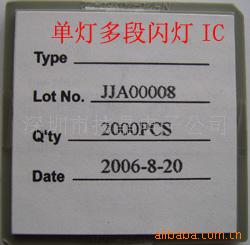 单灯多段闪灯 IC
Type
Lot No. JJA00008
Q'ty 2000PCS
Date 2006-8-20
alibaba.com.cn